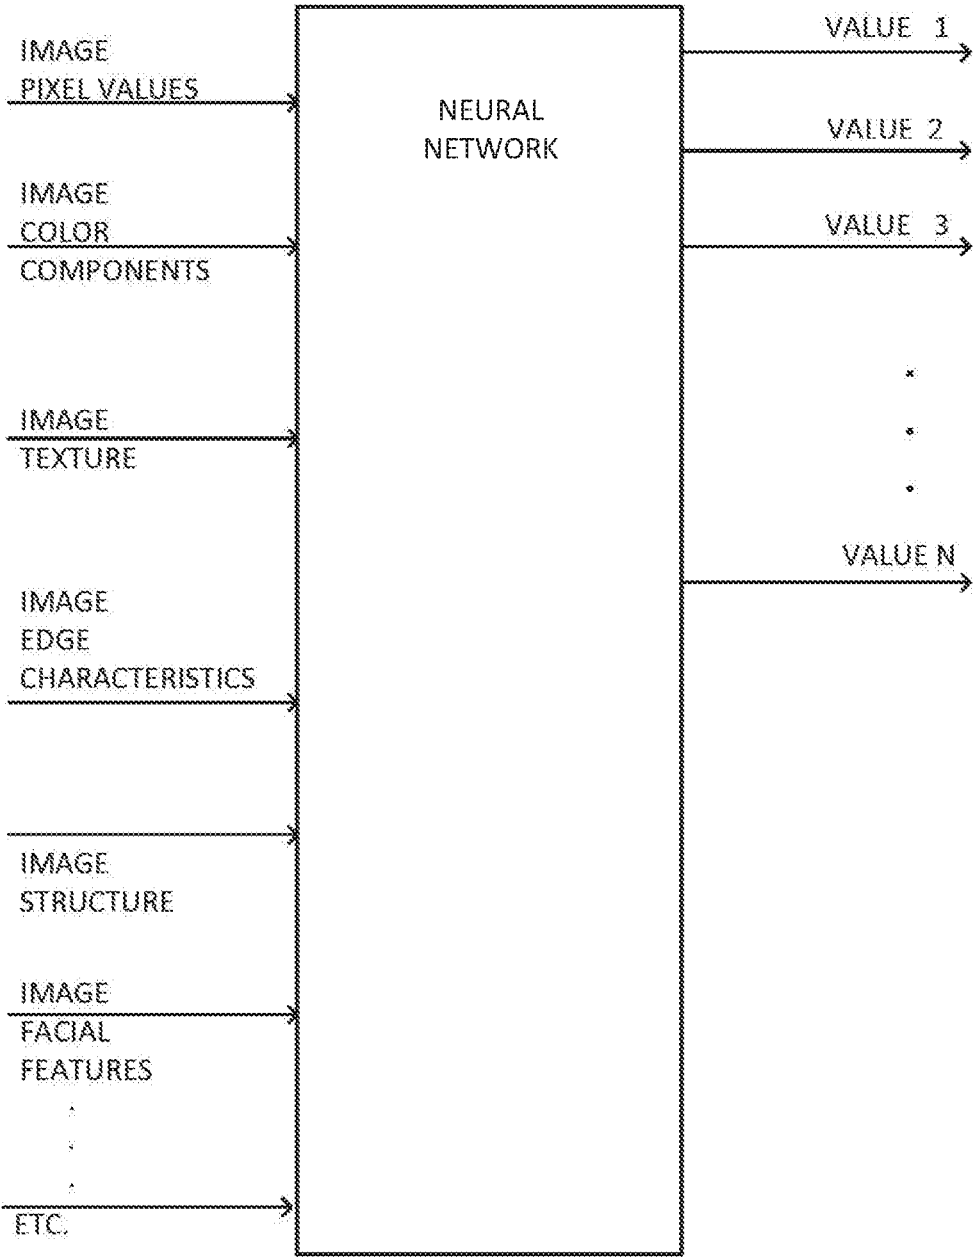 IMAGE
PIXEL VALUES
IMAGE
COLOR
COMPONENTS
IMAGE
TEXTURE
IMAGE
EDGE
CHARACTERISTICS
IMAGE
STRUCTURE
IMAGE
FACIAL
FEATURES
ETC.
NEURAL
NETWORK
VALUE 1
VALUE 2
VALUE 3
VALUE N